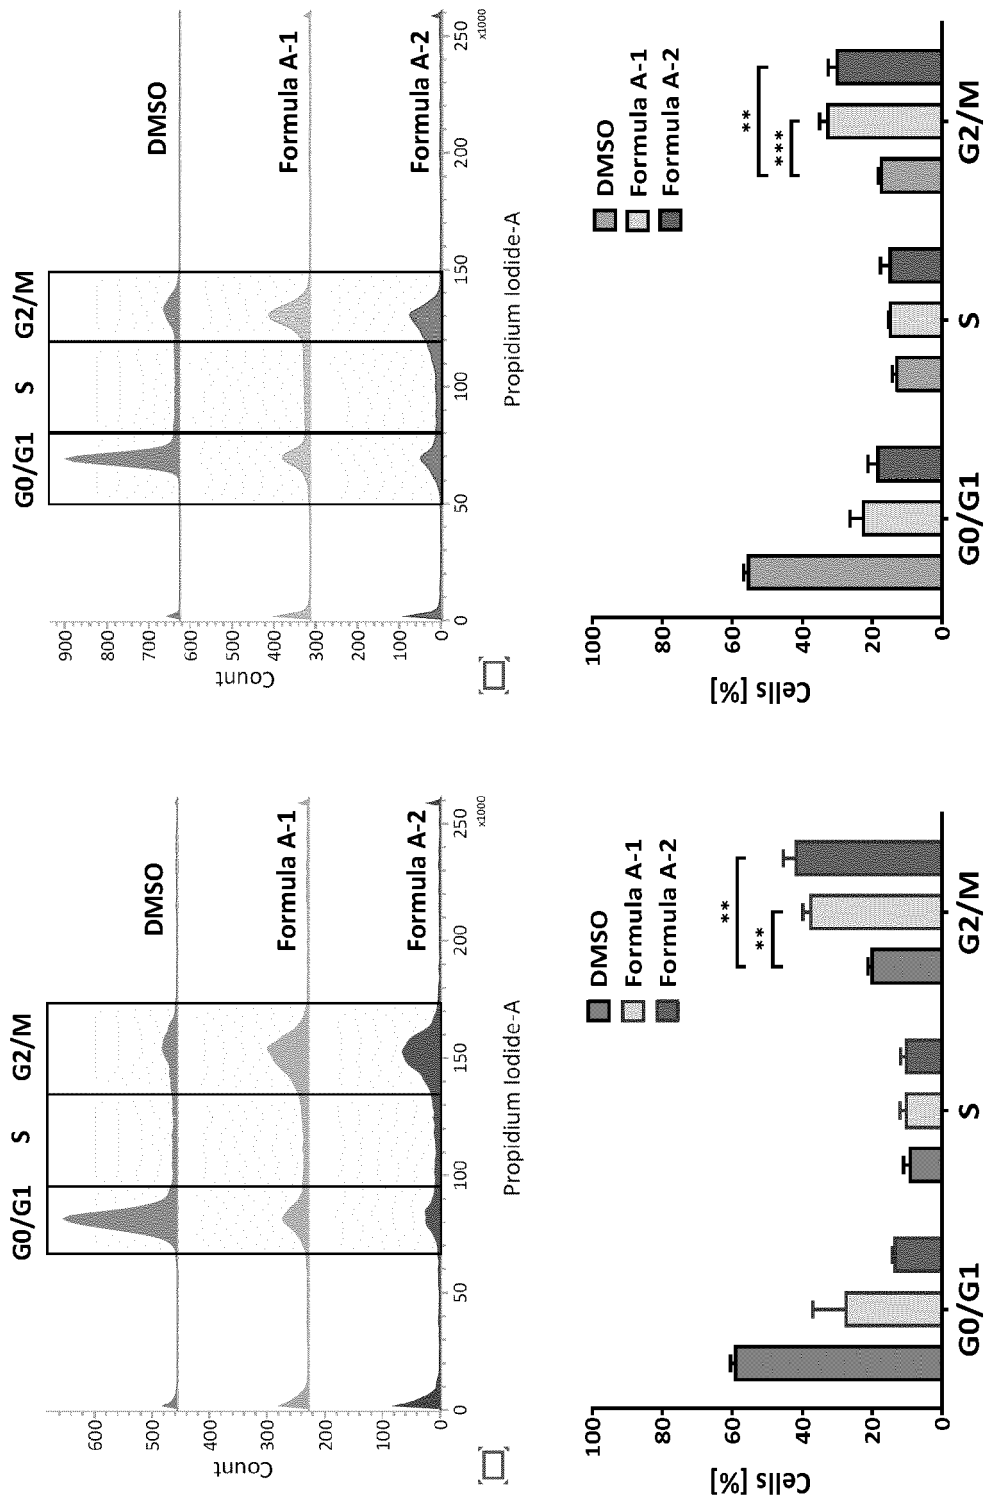 G0/G1 S G2/M
Count
600
500
400
300
200
100
0
DMSO
Formula A-1
Formula A-2
0 50 100 150 200 250
x1000
Propidium Iodide-A
G0/G1 S G2/M
Count
900
800
700
600
500
400
300
200
100
0
DMSO
Formula A-1
Formula A-2
0 50 100 150 200 250
x1000
Propidium Iodide-A
Cells [%]
100
80
60
40
20
0
DMSO
Formula A-1
Formula A-2
**
**
G0/G1 S G2/M
Cells [%]
100
80
60
40
20
0
DMSO
Formula A-1
Formula A-2
**
***
G0/G1 S G2/M